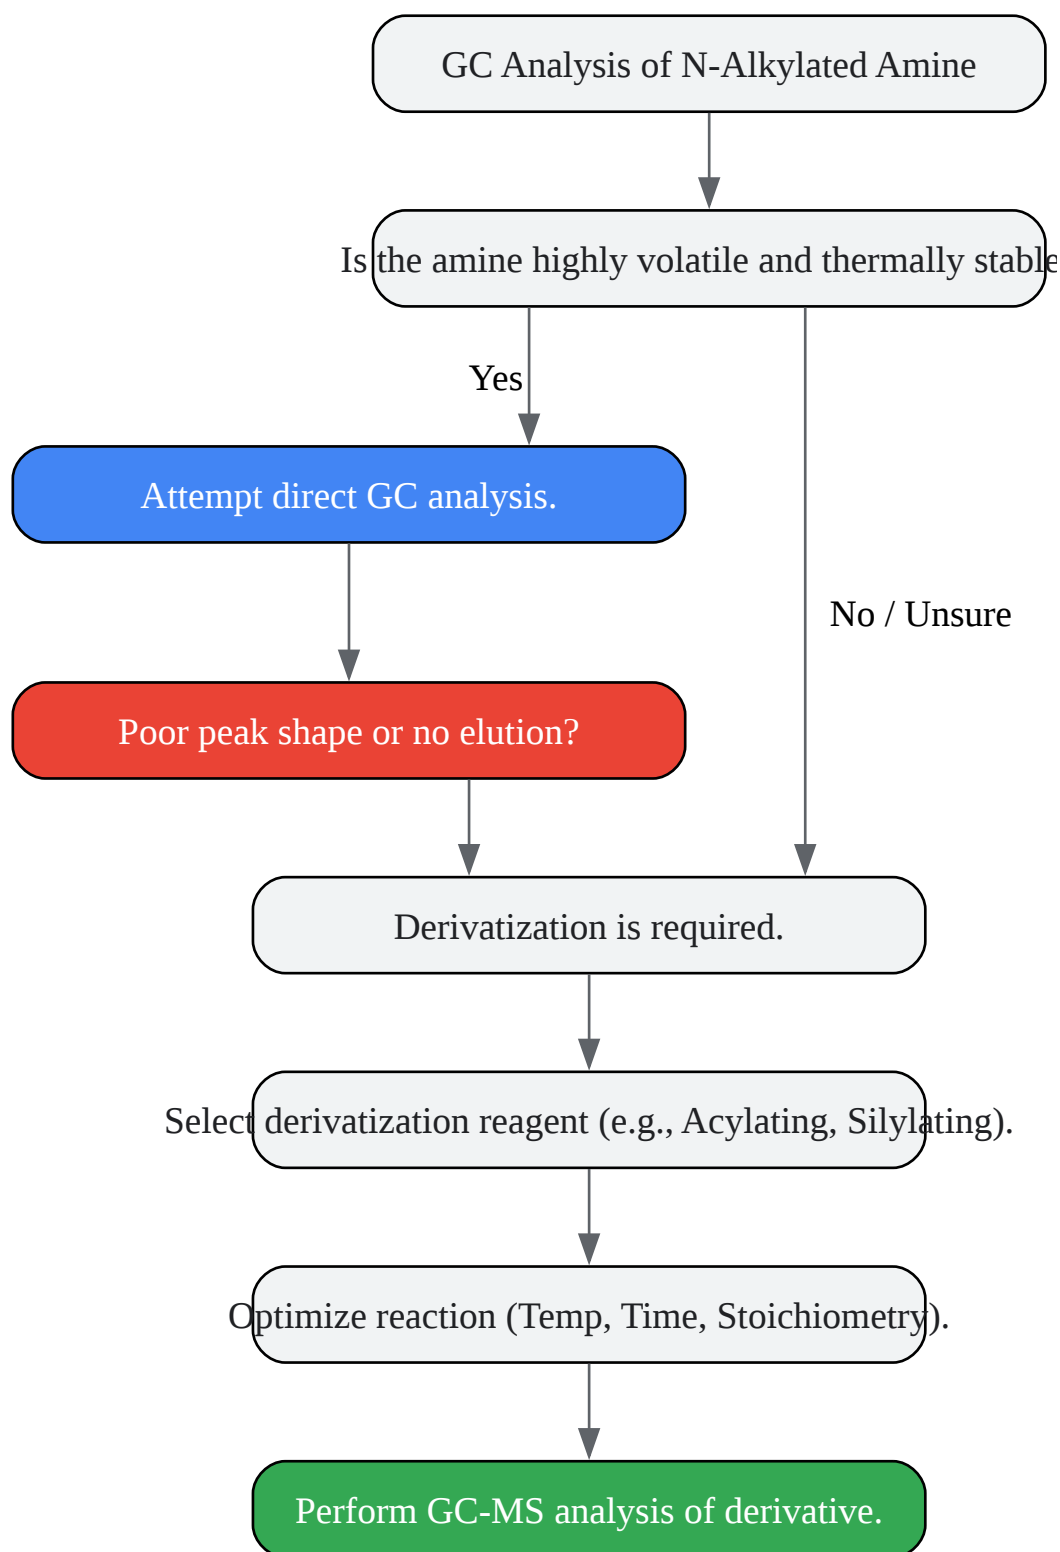 GC Analysis of N-Alkylated Amine
Is the amine highly volatile and thermally stable
Yes
Attempt direct GC analysis.
No / Unsure
Poor peak shape or no elution?
Derivatization is required.
Select derivatization reagent (e.g., Acylating, Silylating).
Optimize reaction (Temp, Time, Stoichiometry).
Perform GC-MS analysis of derivative.